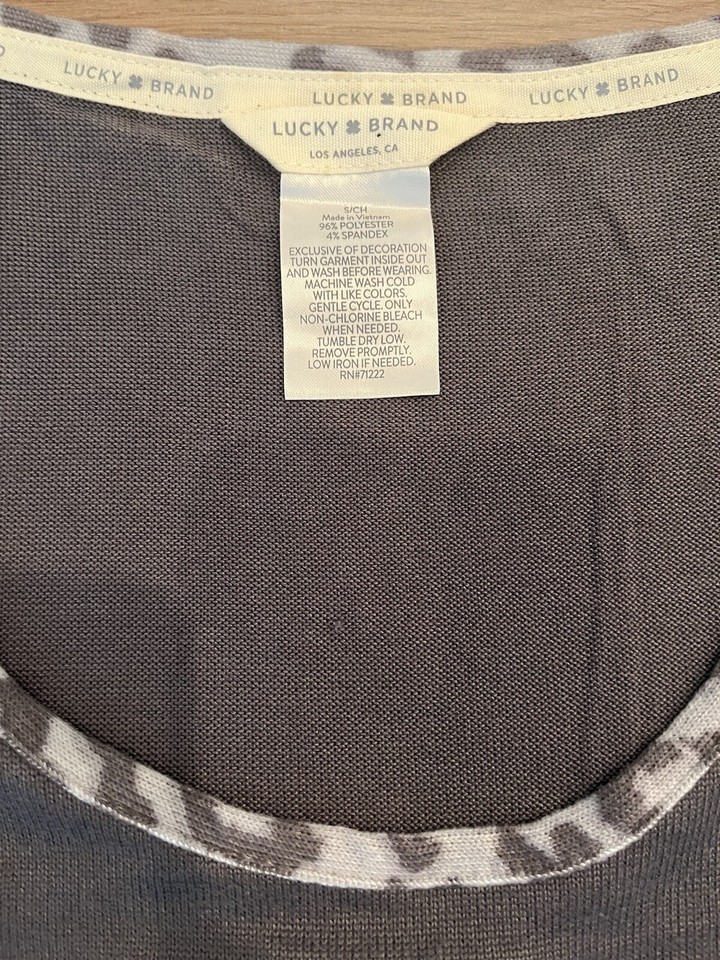 D
LUCKY BRAND
LUCKY BRAND
LUCKY BRAND
LUCKY BRAND
LOS ANGELES, CA
S/CH
Made in Vietnam
96% POLYESTER
4% SPANDEX
EXCLUSIVE OF DECORATION
TURN GARMENT INSIDE OUT
AND WASH BEFORE WEARING.
MACHINE WASH COLD
WITH LIKE COLORS.
GENTLE CYCLE. ONLY
NON-CHLORINE BLEACH
WHEN NEEDED.
TUMBLE DRY LOW.
REMOVE PROMPTLY.
LOW IRON IF NEEDED.
RN#71222